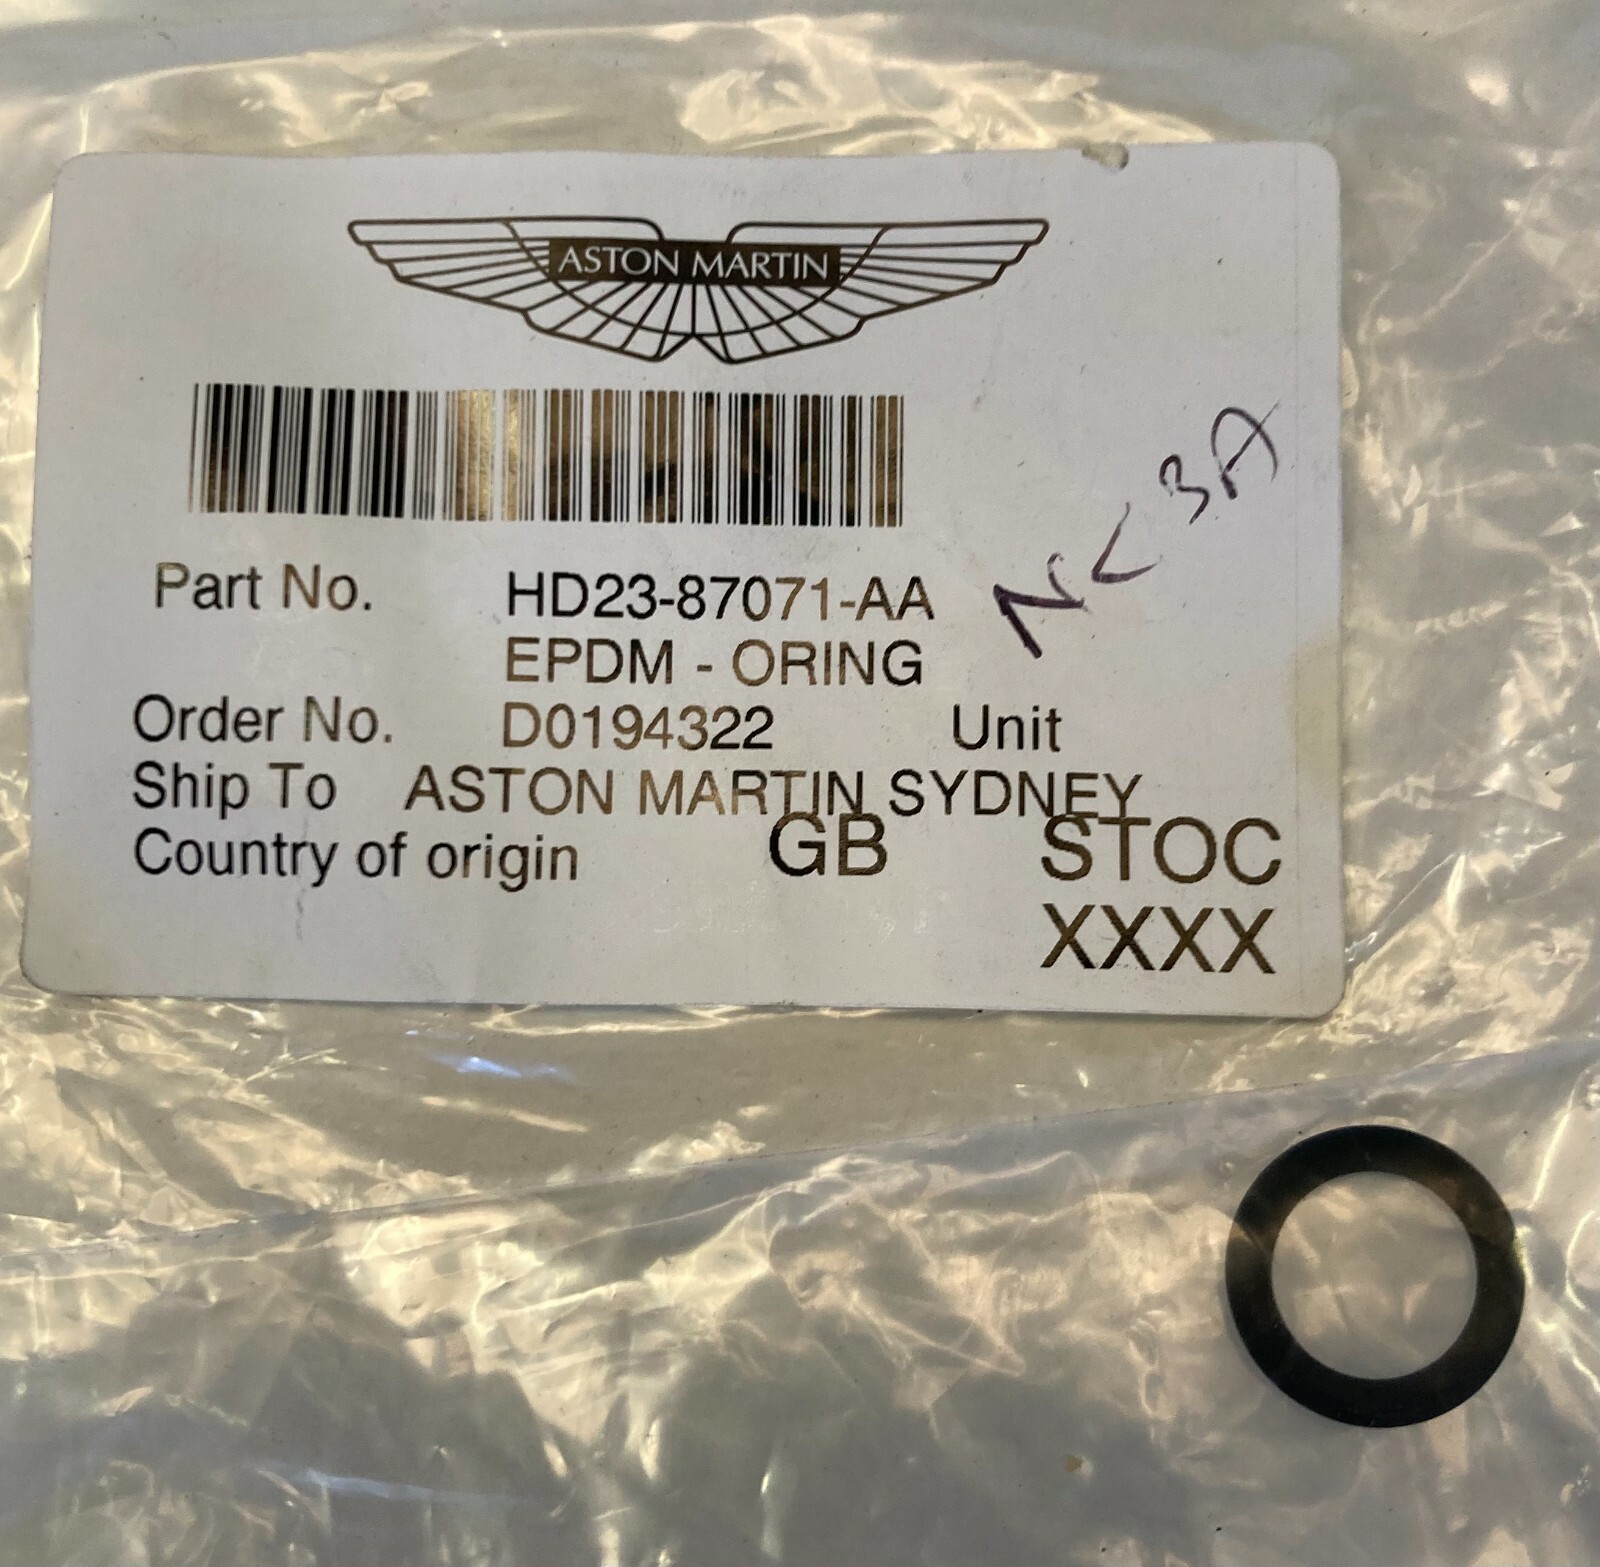 ASTON MARTIN
Part No. HD23-87071-AA
EPDM - ORING
Order No. D0194322 Unit
Ship To ASTON MARTIN SYDNEY
Country of origin GB STOC
XXXX